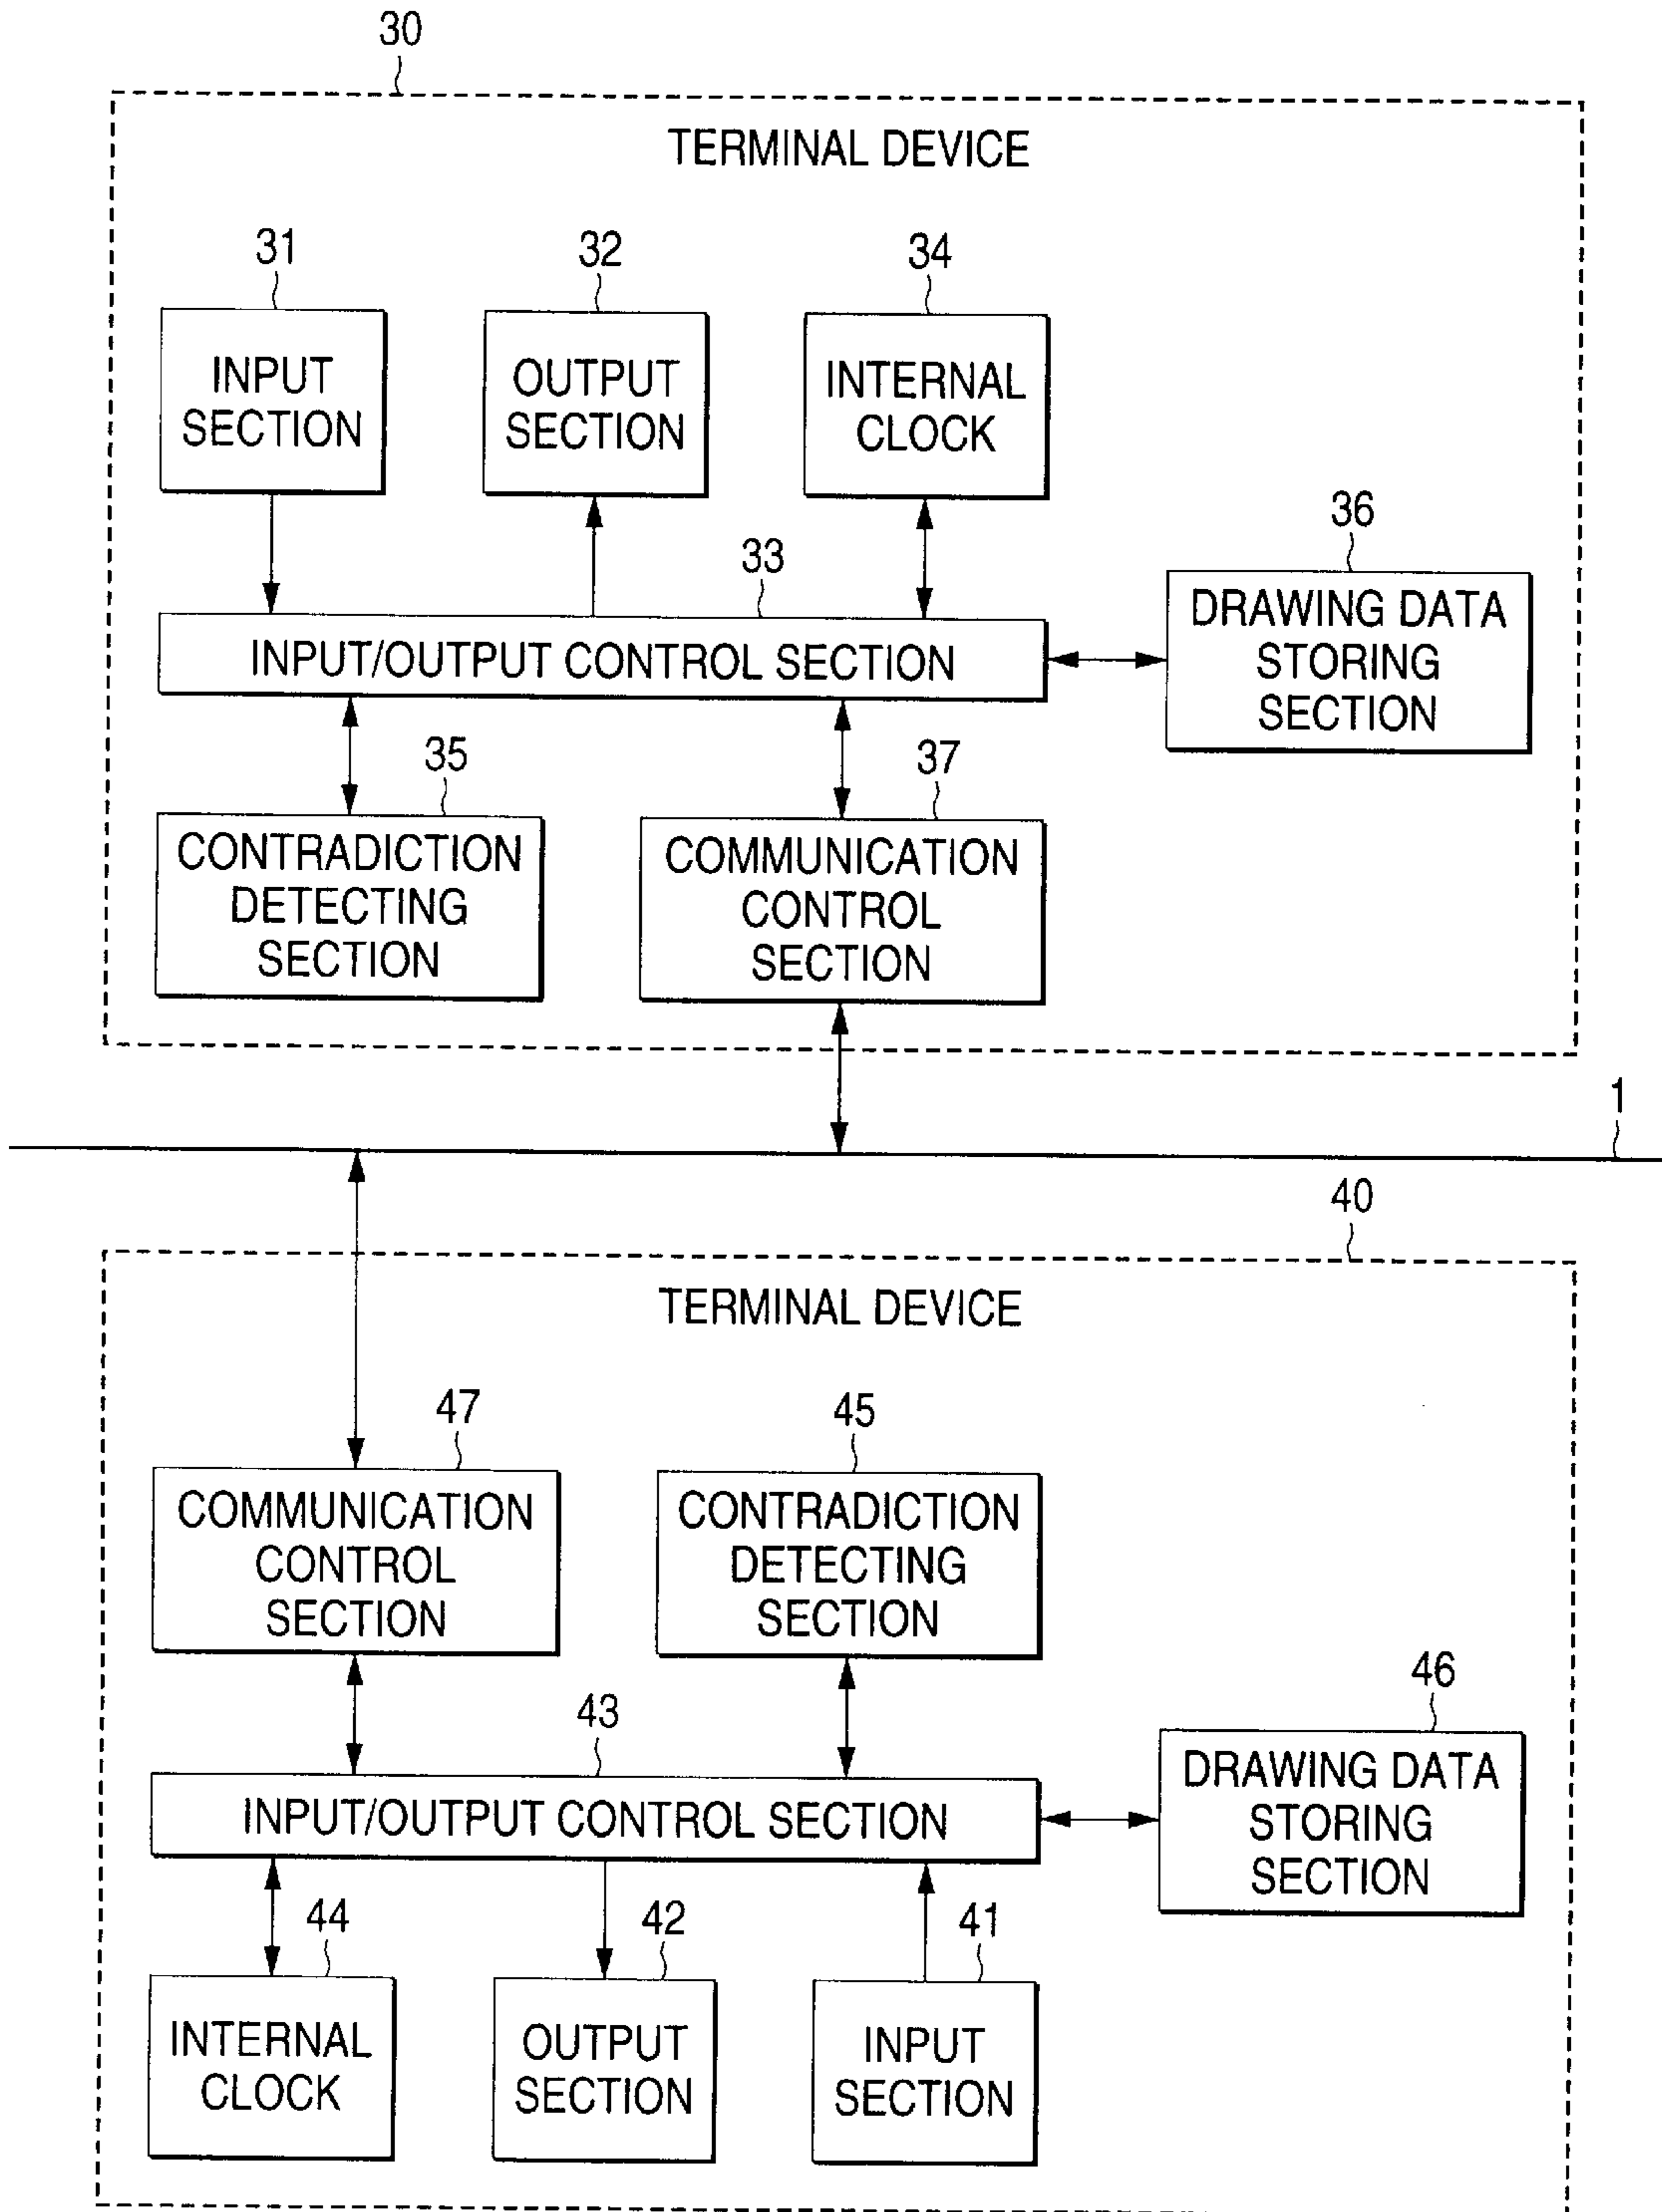 30
TERMINAL DEVICE
31
32
34
INPUT
SECTION
OUTPUT
SECTION
INTERNAL
CLOCK
36
33
DRAWING DATA
STORING
SECTION
INPUT/OUTPUT CONTROL SECTION
35
37
CONTRADICTION
DETECTING
SECTION
COMMUNICATION
CONTROL
SECTION
1
40
TERMINAL DEVICE
47
45
COMMUNICATION
CONTROL
SECTION
CONTRADICTION
DETECTING
SECTION
46
43
DRAWING DATA
STORING
SECTION
INPUT/OUTPUT CONTROL SECTION
44
42
41
INTERNAL
CLOCK
OUTPUT
SECTION
INPUT
SECTION